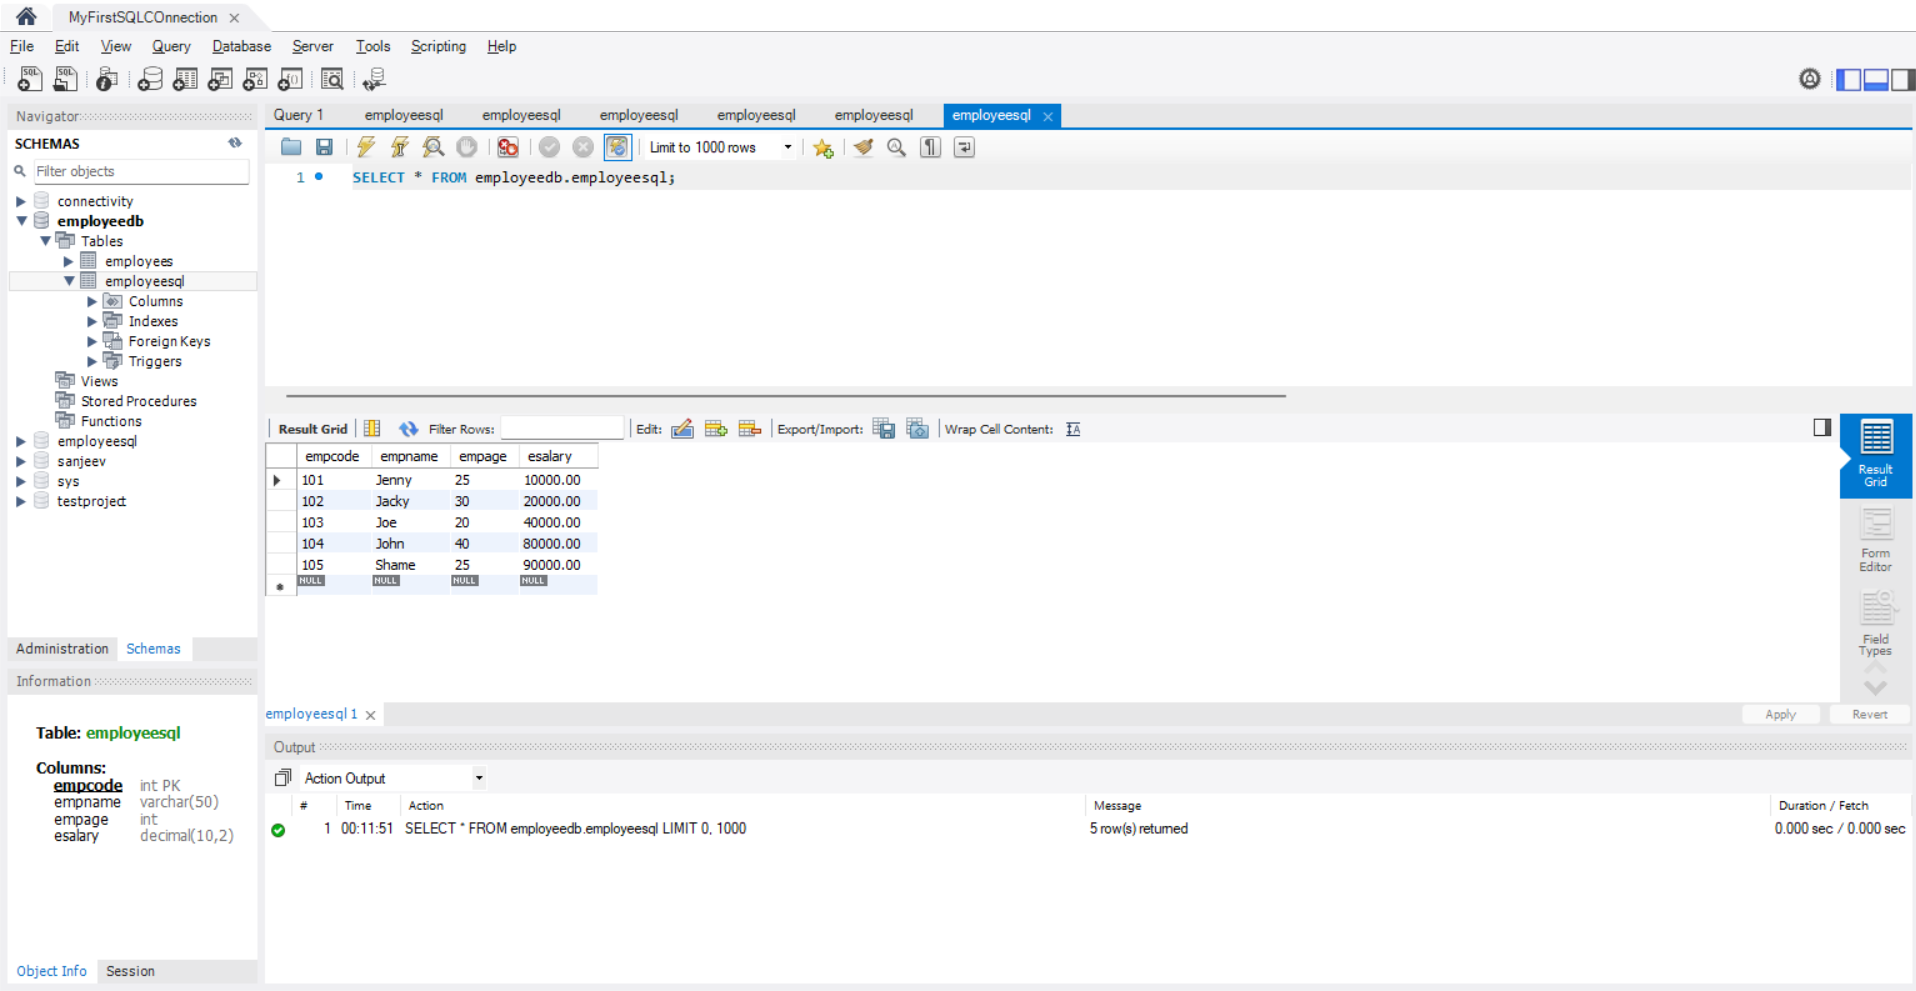 MyFirstSQLCOnnection
File Edit View Query Database Server Tools Scripting Help
Navigator
SCHEMAS
Filter objects
connectivity
employeedb
Tables
employees
employeesql
Columns
Indexes
Foreign Keys
Triggers
Views
Stored Procedures
Functions
employeesql
sanjeev
sys
testproject
Administration Schemas
Information
Table: employeesql
Columns:
empcode int PK
empname varchar(50)
empage int
esalary decimal(10,2)
Object Info Session
Query 1 employeesql employeesql employeesql employeesql employeesql employeesql
Limit to 1000 rows
1 SELECT * FROM employeedb.employeesql;
Result Grid Filter Rows: Edit: Export/Import: Wrap Cell Content:
empcode empname empage esalary
101 Jenny 25 10000.00
102 Jacky 30 20000.00
103 Joe 20 40000.00
104 John 40 80000.00
105 Shame 25 90000.00
NULL NULL NULL NULL
Result
Grid
Form
Editor
Field
Types
employeesql 1 Apply Revert
Output
Action Output
# Time Action Message Duration / Fetch
1 00:11:51 SELECT * FROM employeedb.employeesql LIMIT 0, 1000 5 row(s) returned 0.000 sec / 0.000 sec